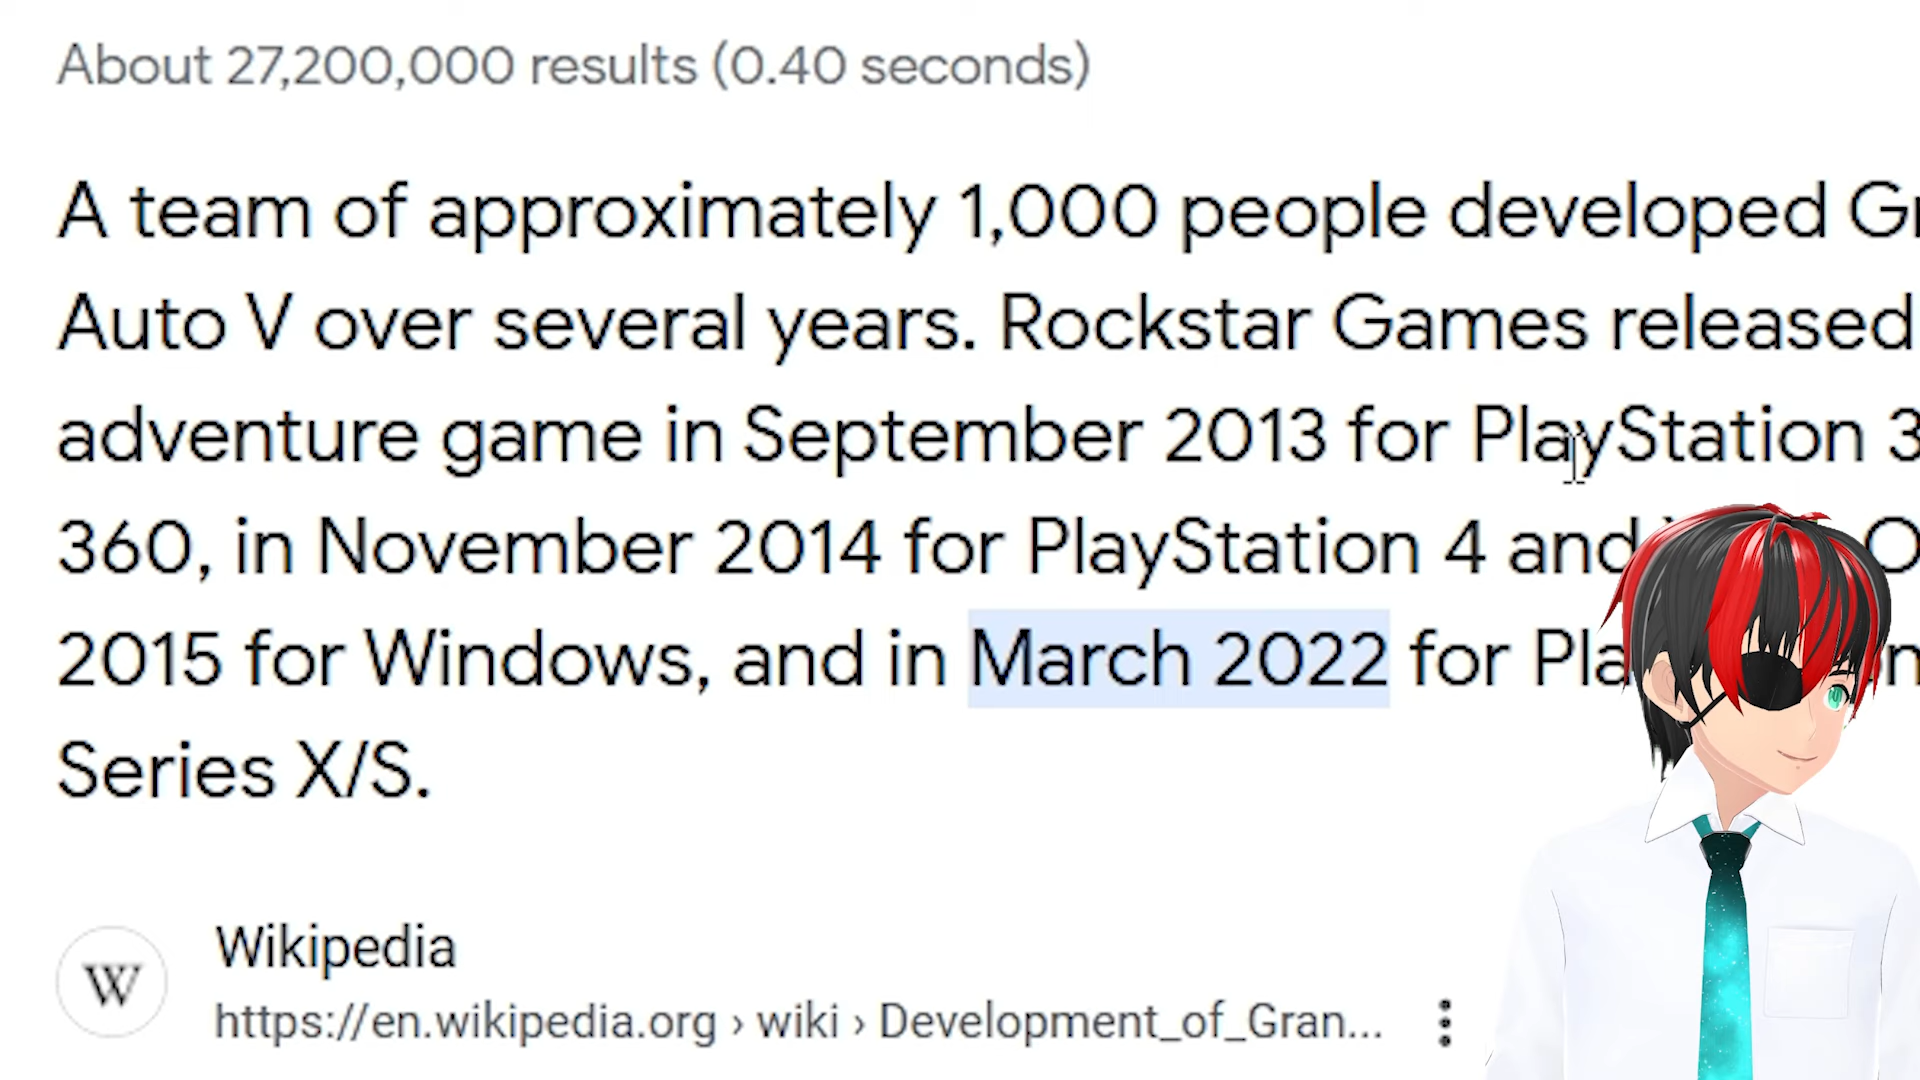 About 27,200,000 results (0.40 seconds)
A team of approximately 1,000 people developed
Auto V over several years. Rockstar Games released
adventure game in September 2013 for PlayStation 3
360, in November 2014 for PlayStation 4 and
2015 for Windows, and in March 2022 for
Series X/S.
W
Wikipedia
https://en.wikipedia.org › wiki › Development_of_Gran...